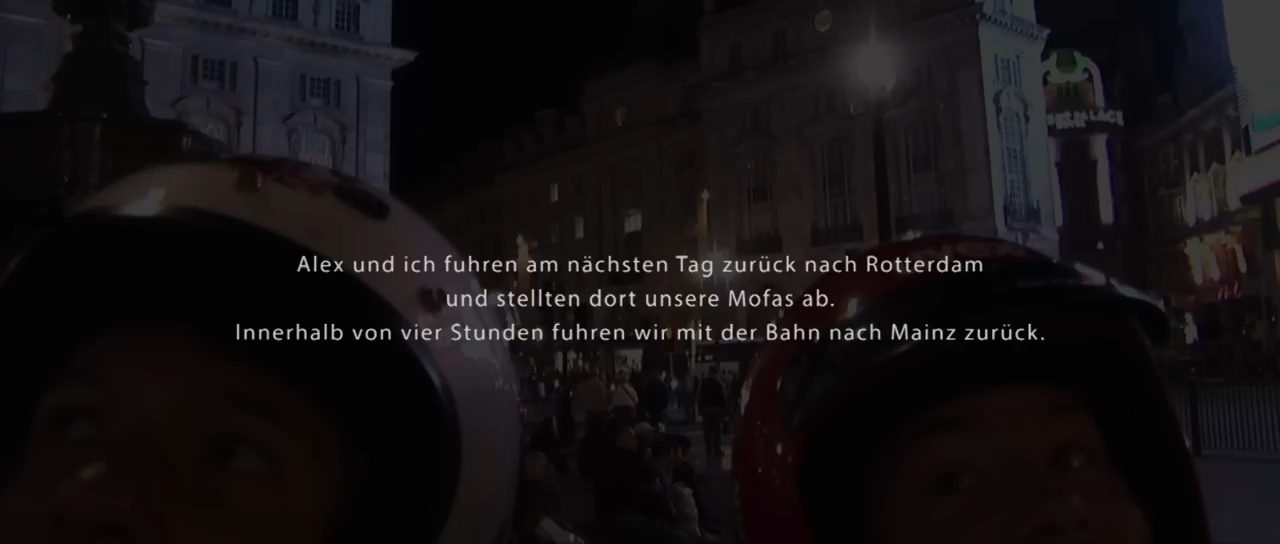 Alex und ich fuhren am nächsten Tag zurück nach Rotterdam
und stellten dort unsere Mofas ab.
Innerhalb von vier Stunden fuhren wir mit der Bahn nach Mainz zurück.